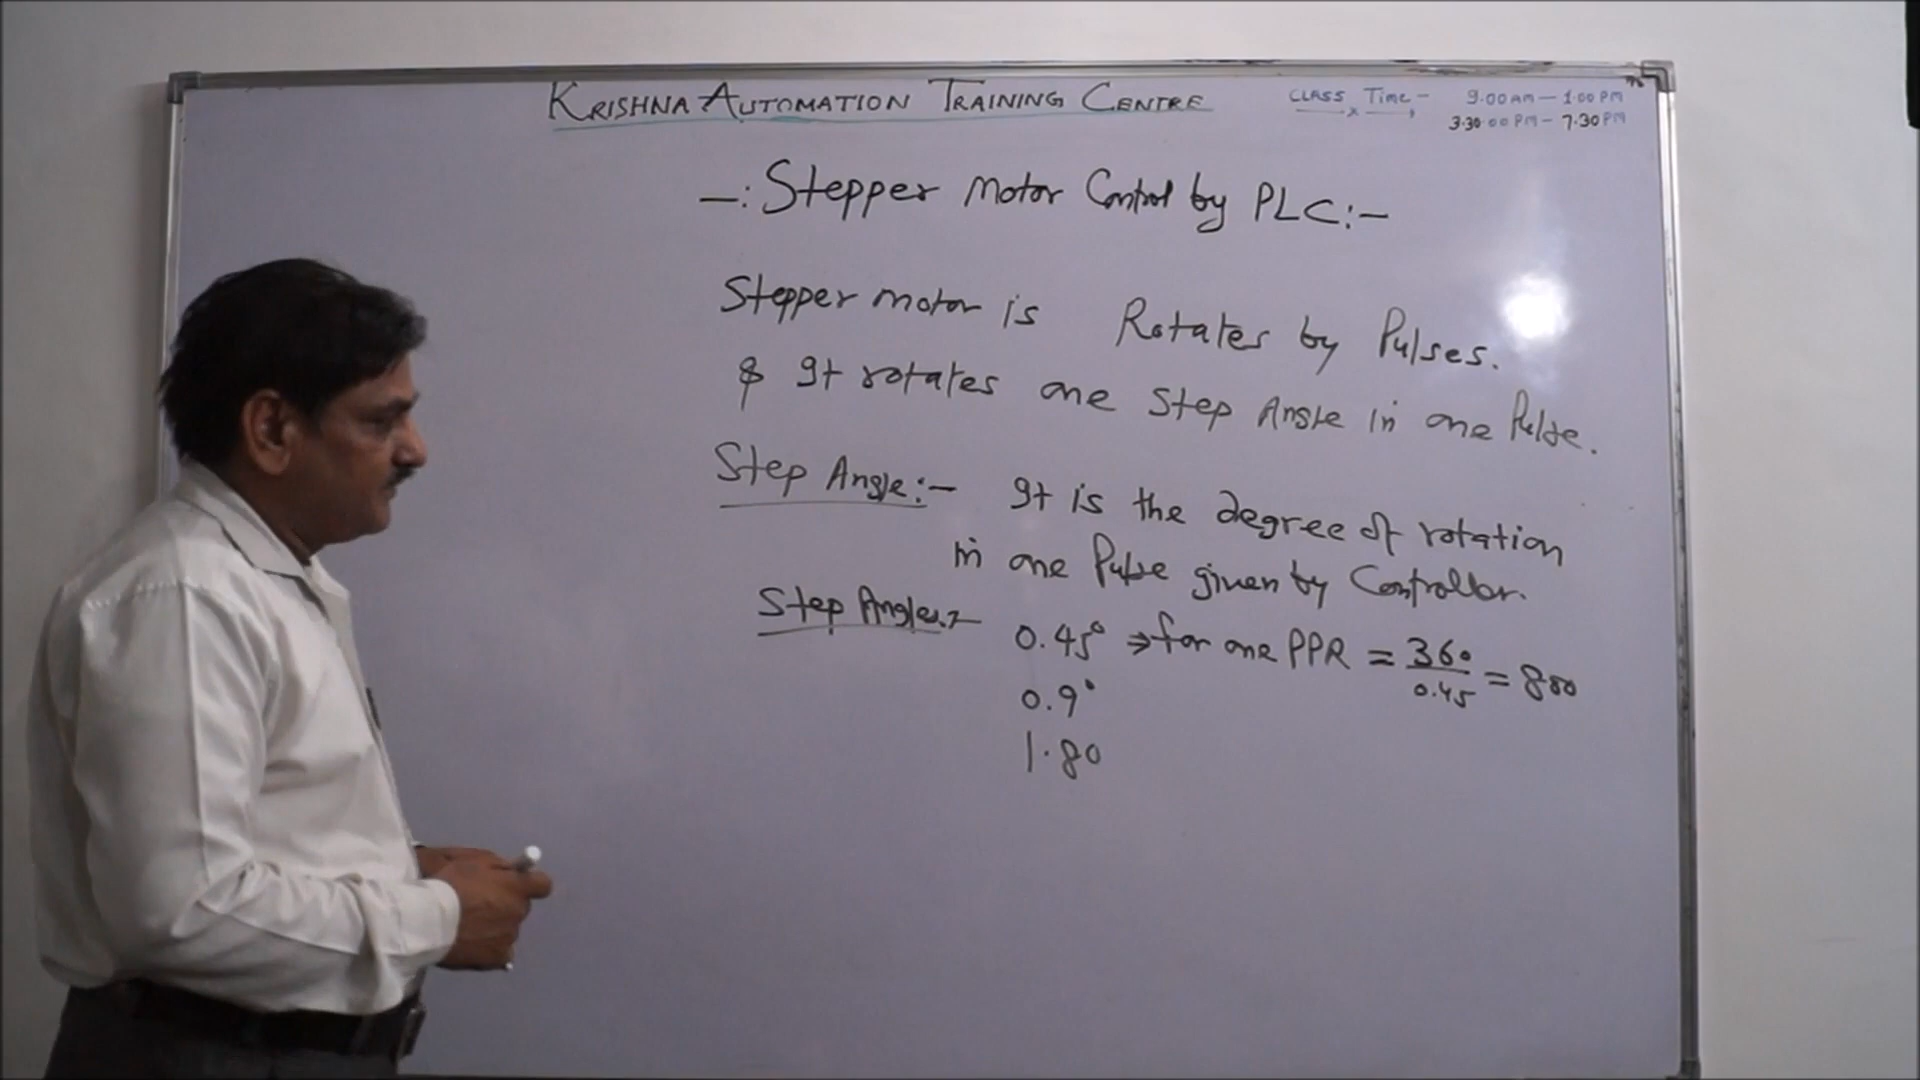 KRISHNA AUTOMATION TRAINING CENTRE
CLASS Time - 9.00 AM - 1.00 PM
3.30.00 PM - 7.30 PM
-: Stepper Motor Control by PLC :-
Stepper motor is Rotates by Pulses.
& It rotates one Step Angle in one Pulse.
Step Angle :- It is the degree of rotation
in one Pulse given by Controller.
Step Angles :- 0.45° ⇒ for one PPR = 360/0.45 = 800
0.9°
1.80